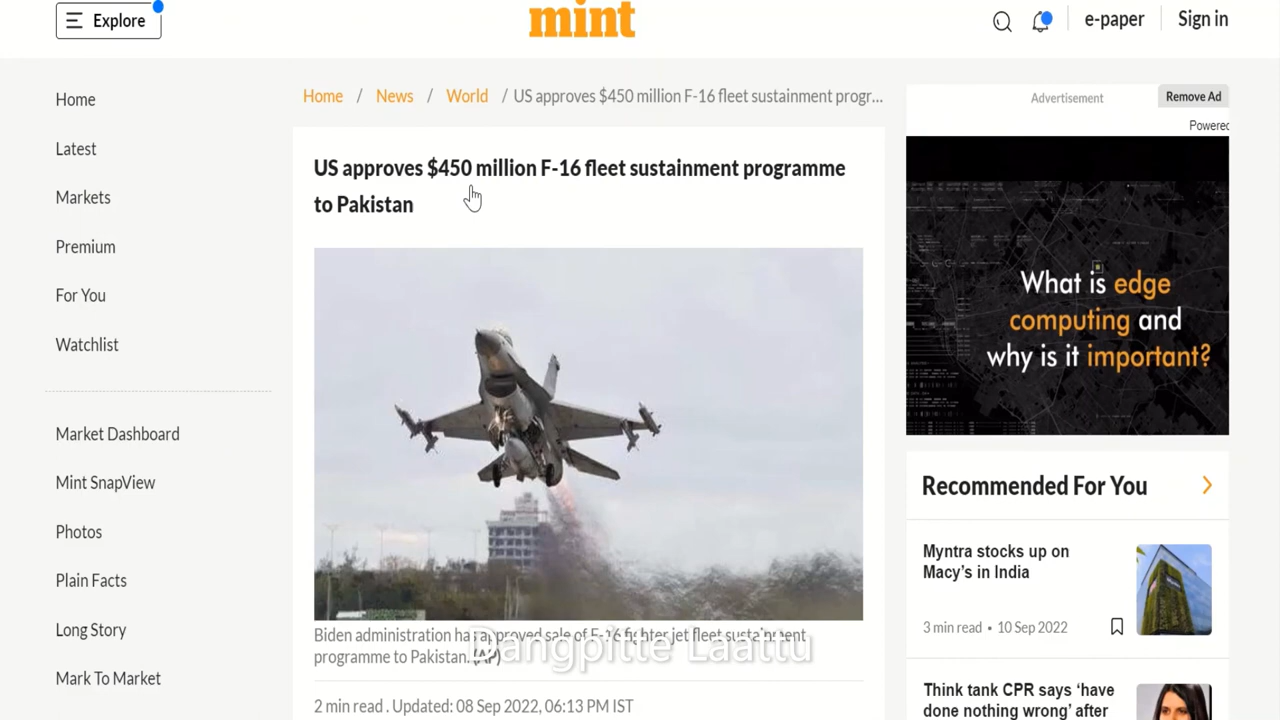 Explore
mint
e-paper
Sign in
Home
Latest
Markets
Premium
For You
Watchlist
Market Dashboard
Mint SnapView
Photos
Plain Facts
Long Story
Mark To Market
Home / News / World / US approves $450 million F-16 fleet sustainment progr...
US approves $450 million F-16 fleet sustainment programme
to Pakistan
Biden administration has approved sale of F-16 fighter jet fleet sustainment
programme to Pakistan. (AP)
Dangpitte Laattu
2 min read . Updated: 08 Sep 2022, 06:13 PM IST
Advertisement
Remove Ad
Powered
What is edge
computing and
why is it important?
Recommended For You
Myntra stocks up on
Macy's in India
3 min read • 10 Sep 2022
Think tank CPR says 'have
done nothing wrong' after